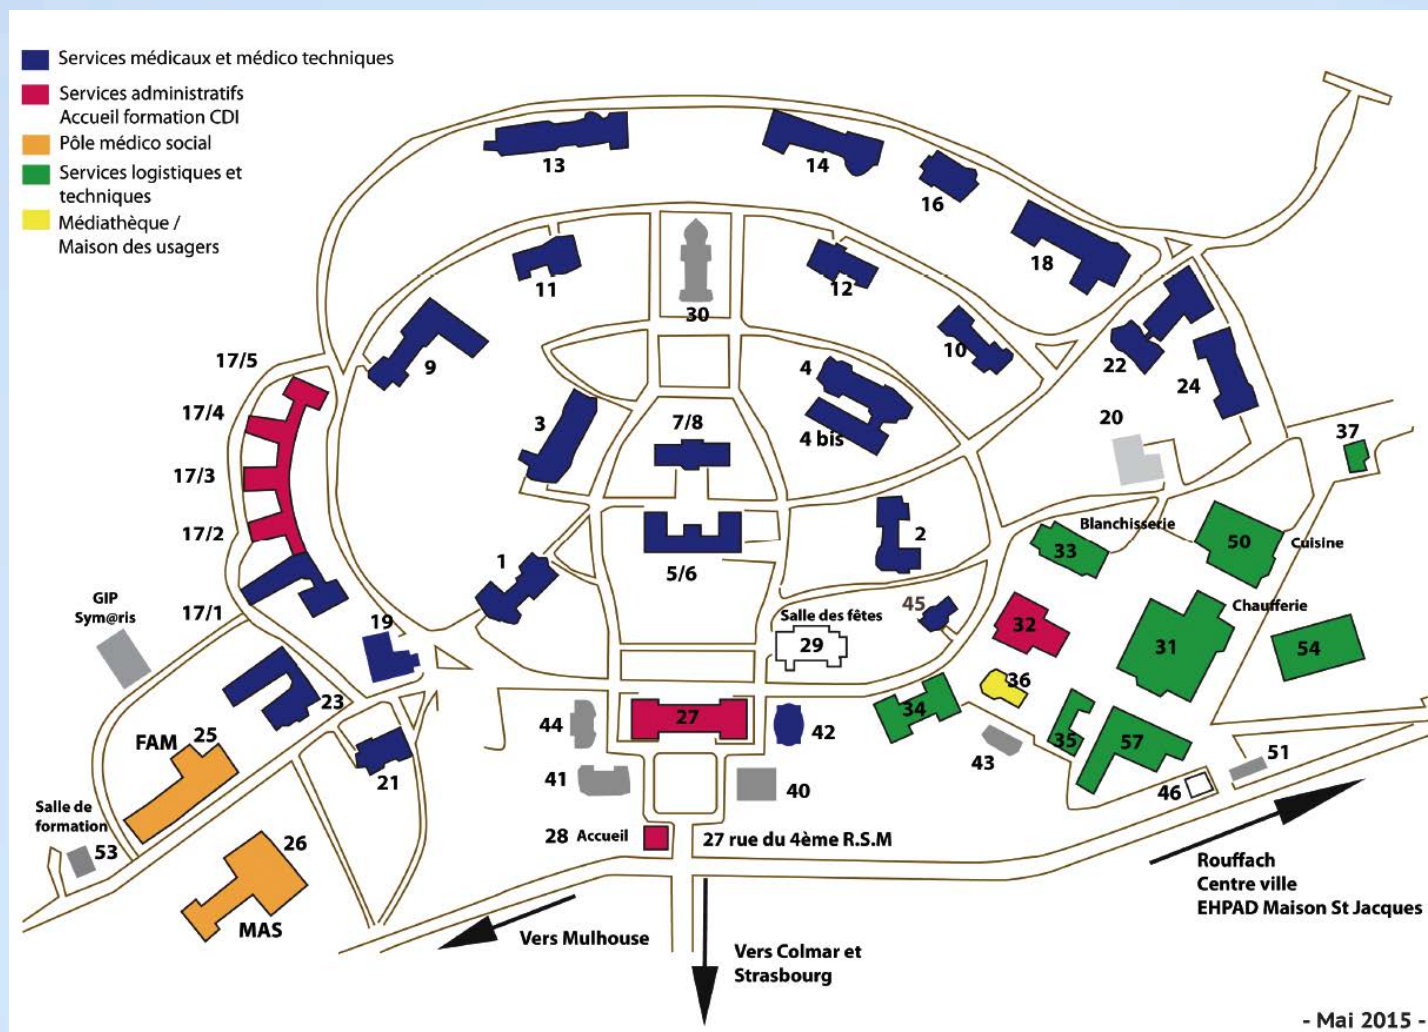 Services médicaux et médico techniques
Services administratifs
Accueil formation CDI
Pôle médico social
Services logistiques et
techniques
Médiathèque /
Maison des usagers
13
14
16
18
11
12
30
10
9
17/5
17/4
17/3
17/2
17/1
3
7/8
4
4 bis
22
24
20
37
1
5/6
2
Blanchisserie
33
50
Cuisine
GIP
Sym@ris
19
45
Salle des fêtes
29
32
Chaufferie
31
54
36
23
FAM
25
21
44
27
42
34
35
57
43
51
46
41
40
Salle de
formation
53
26
MAS
28 Accueil
27 rue du 4ème R.S.M
Vers Mulhouse
Vers Colmar et
Strasbourg
Rouffach
Centre ville
EHPAD Maison St Jacques
- Mai 2015 -